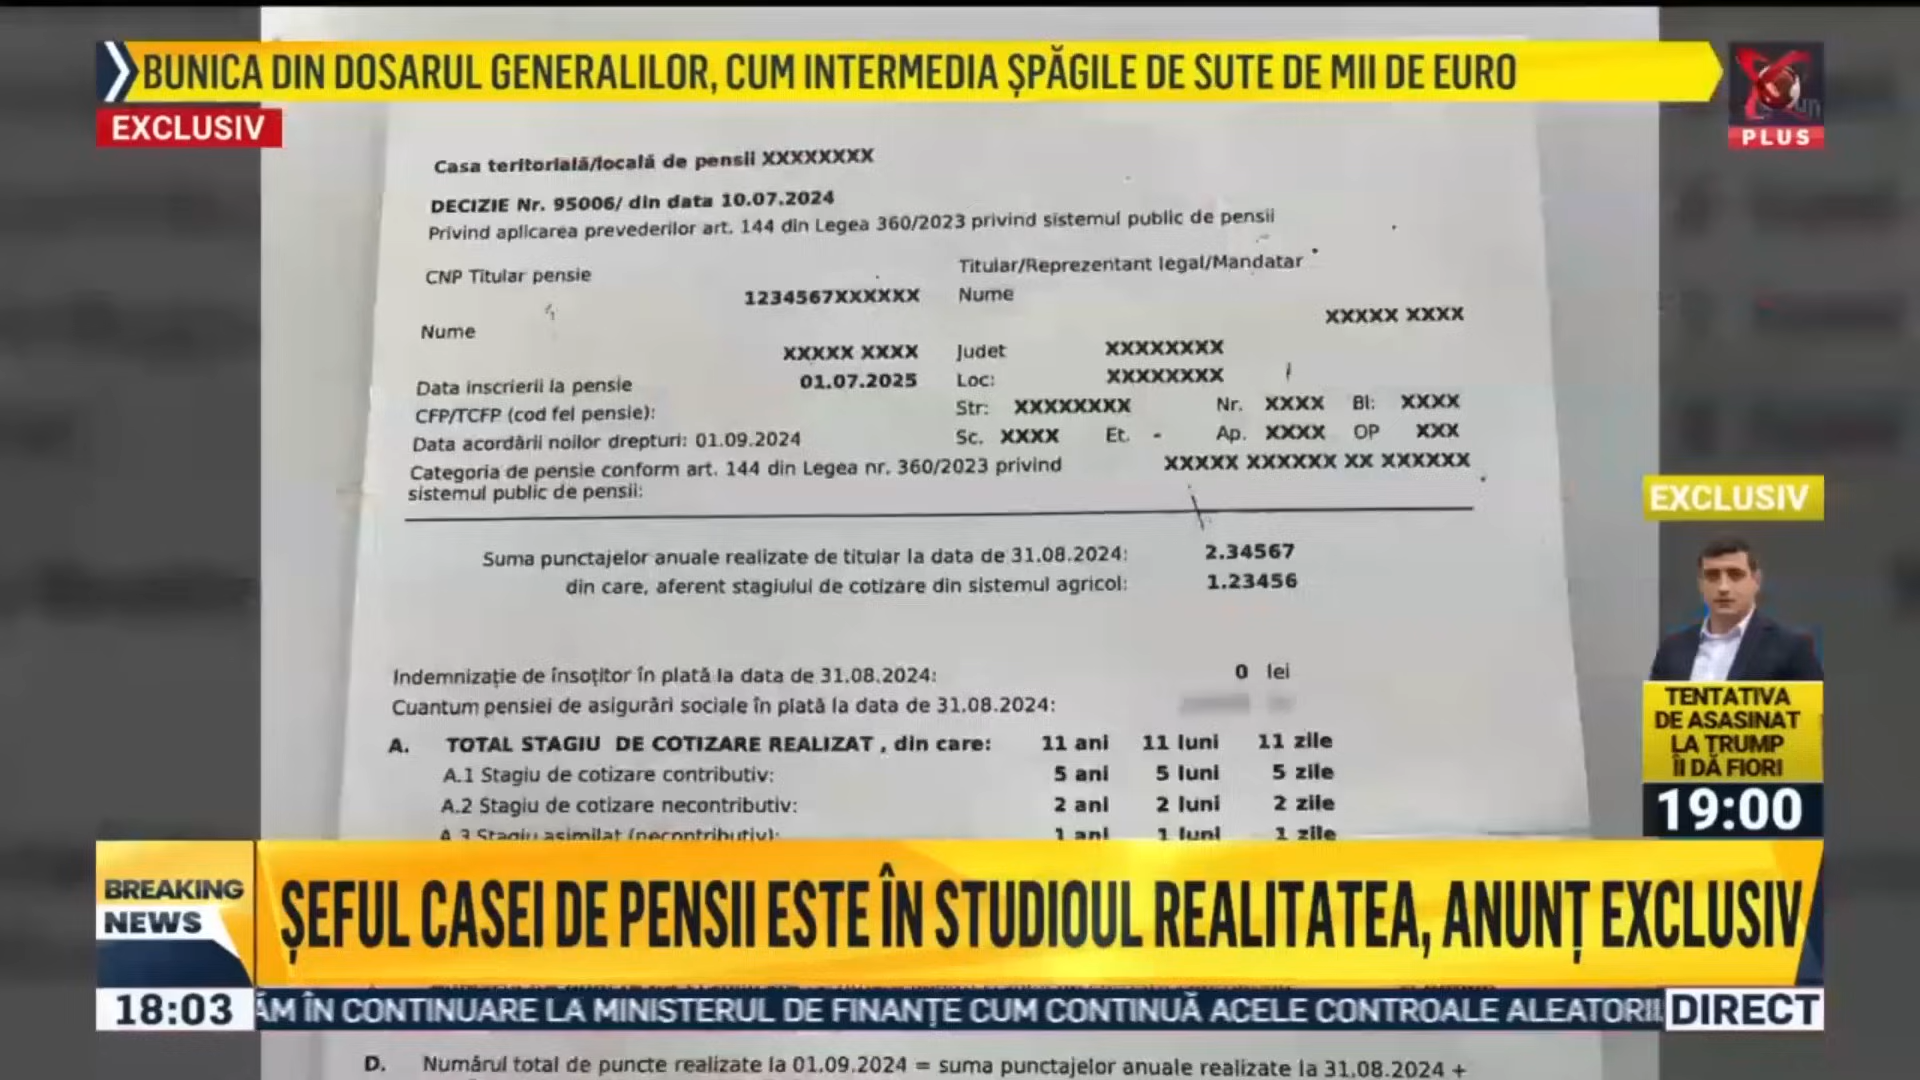 BUNICA DIN DOSARUL GENERALILOR, CUM INTERMEDIA ȘPĂGILE DE SUTE DE MII DE EURO
EXCLUSIV
PLUS
Casa teritorială/locală de pensii XXXXXXXX
DECIZIE Nr. 95006/ din data 10.07.2024
Privind aplicarea prevederilor art. 144 din Legea 360/2023 privind sistemul public de pensii
CNP Titular pensie
Titular/Reprezentant legal/Mandatar
1234567XXXXXX
Nume
XXXXX XXXX
Nume
XXXXX XXXX
Judet XXXXXXXX
Data inscrierii la pensie 01.07.2025
Loc: XXXXXXXX
CFP/TCFP (cod fel pensie):
Str: XXXXXXXX Nr. XXXX Bl: XXXX
Data acordării noilor drepturi: 01.09.2024
Sc. XXXX Et. - Ap. XXXX OP XXX
Categoria de pensie conform art. 144 din Legea nr. 360/2023 privind
XXXXX XXXXXX XX XXXXXX
sistemul public de pensii:
Suma punctajelor anuale realizate de titular la data de 31.08.2024: 2.34567
din care, aferent stagiului de cotizare din sistemul agricol: 1.23456
Indemnizație de însoțitor în plată la data de 31.08.2024: 0 lei
Cuantum pensiei de asigurări sociale în plată la data de 31.08.2024:
A. TOTAL STAGIU DE COTIZARE REALIZAT , din care: 11 ani 11 luni 11 zile
A.1 Stagiu de cotizare contributiv: 5 ani 5 luni 5 zile
A.2 Stagiu de cotizare necontributiv: 2 ani 2 luni 2 zile
A.3 Stagiu asimilat (necontributiv): 1 ani 1 luni 1 zile
EXCLUSIV
TENTATIVA
DE ASASINAT
LA TRUMP
ÎI DĂ FIORI
19:00
BREAKING
NEWS
ȘEFUL CASEI DE PENSII ESTE ÎN STUDIOUL REALITATEA, ANUNȚ EXCLUSIV
18:03
ĂM ÎN CONTINUARE LA MINISTERUL DE FINANȚE CUM CONTINUĂ ACELE CONTROALE ALEATORII
DIRECT
D. Numărul total de puncte realizate la 01.09.2024 = suma punctajelor anuale realizate la 31.08.2024 +